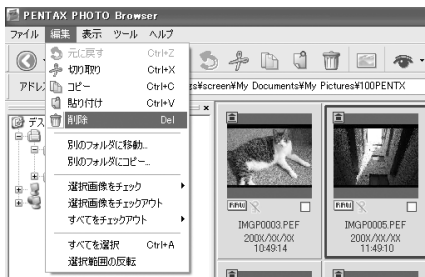 PENTAX PHOTO Browser
ファイル 編集 表示 ツール ヘルプ
元に戻す Ctrl+Z
切り取り Ctrl+X
コピー Ctrl+C
貼り付け Ctrl+V
削除 Del
別のフォルダに移動...
別のフォルダにコピー...
選択画像をチェック
選択画像をチェックアウト
すべてをチェックアウト
すべてを選択 Ctrl+A
選択範囲の反転
アドレ
ts¥screen¥My Documents¥My Pictures¥100PENTX
デス
RAW
IMGP0003.PEF
200X/XX/XX
10:49:14
RAW
IMGP0005.PEF
200X/XX/XX
11:49:10